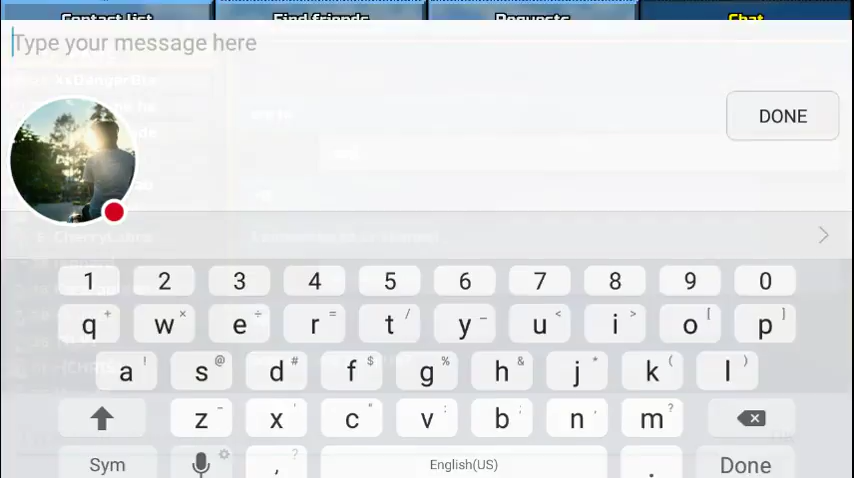 Contact list Find friends Requests Chat
Type your message here
DONE
1 2 3 4 5 6 7 8 9 0
q + w × e ÷ r = t / y _ u < i > o [ p ]
a ! s @ d # f $ g % h & j * k ( l )
z - x ' c " v : b ; n , m ?
Sym , ? English(US) . Done